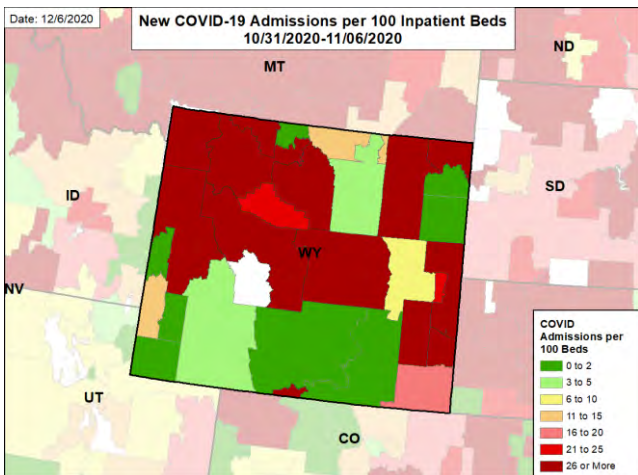 Date: 12/6/2020
New COVID-19 Admissions per 100 Inpatient Beds
10/31/2020-11/06/2020
MT
ND
ID
SD
WY
NV
UT
CO
COVID
Admissions per
100 Beds
0 to 2
3 to 5
6 to 10
11 to 15
16 to 20
21 to 25
26 or More